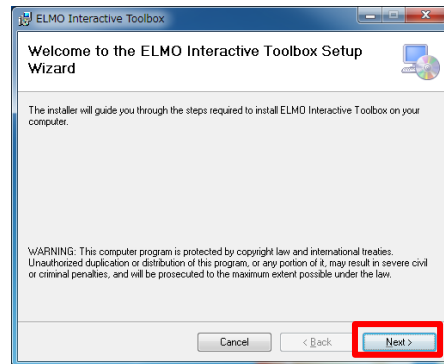 ELMO Interactive Toolbox
Welcome to the ELMO Interactive Toolbox Setup
Wizard
The installer will guide you through the steps required to install ELMO Interactive Toolbox on your
computer.
WARNING: This computer program is protected by copyright law and international treaties.
Unauthorized duplication or distribution of this program, or any portion of it, may result in severe civil
or criminal penalties, and will be prosecuted to the maximum extent possible under the law.
Cancel < Back Next >